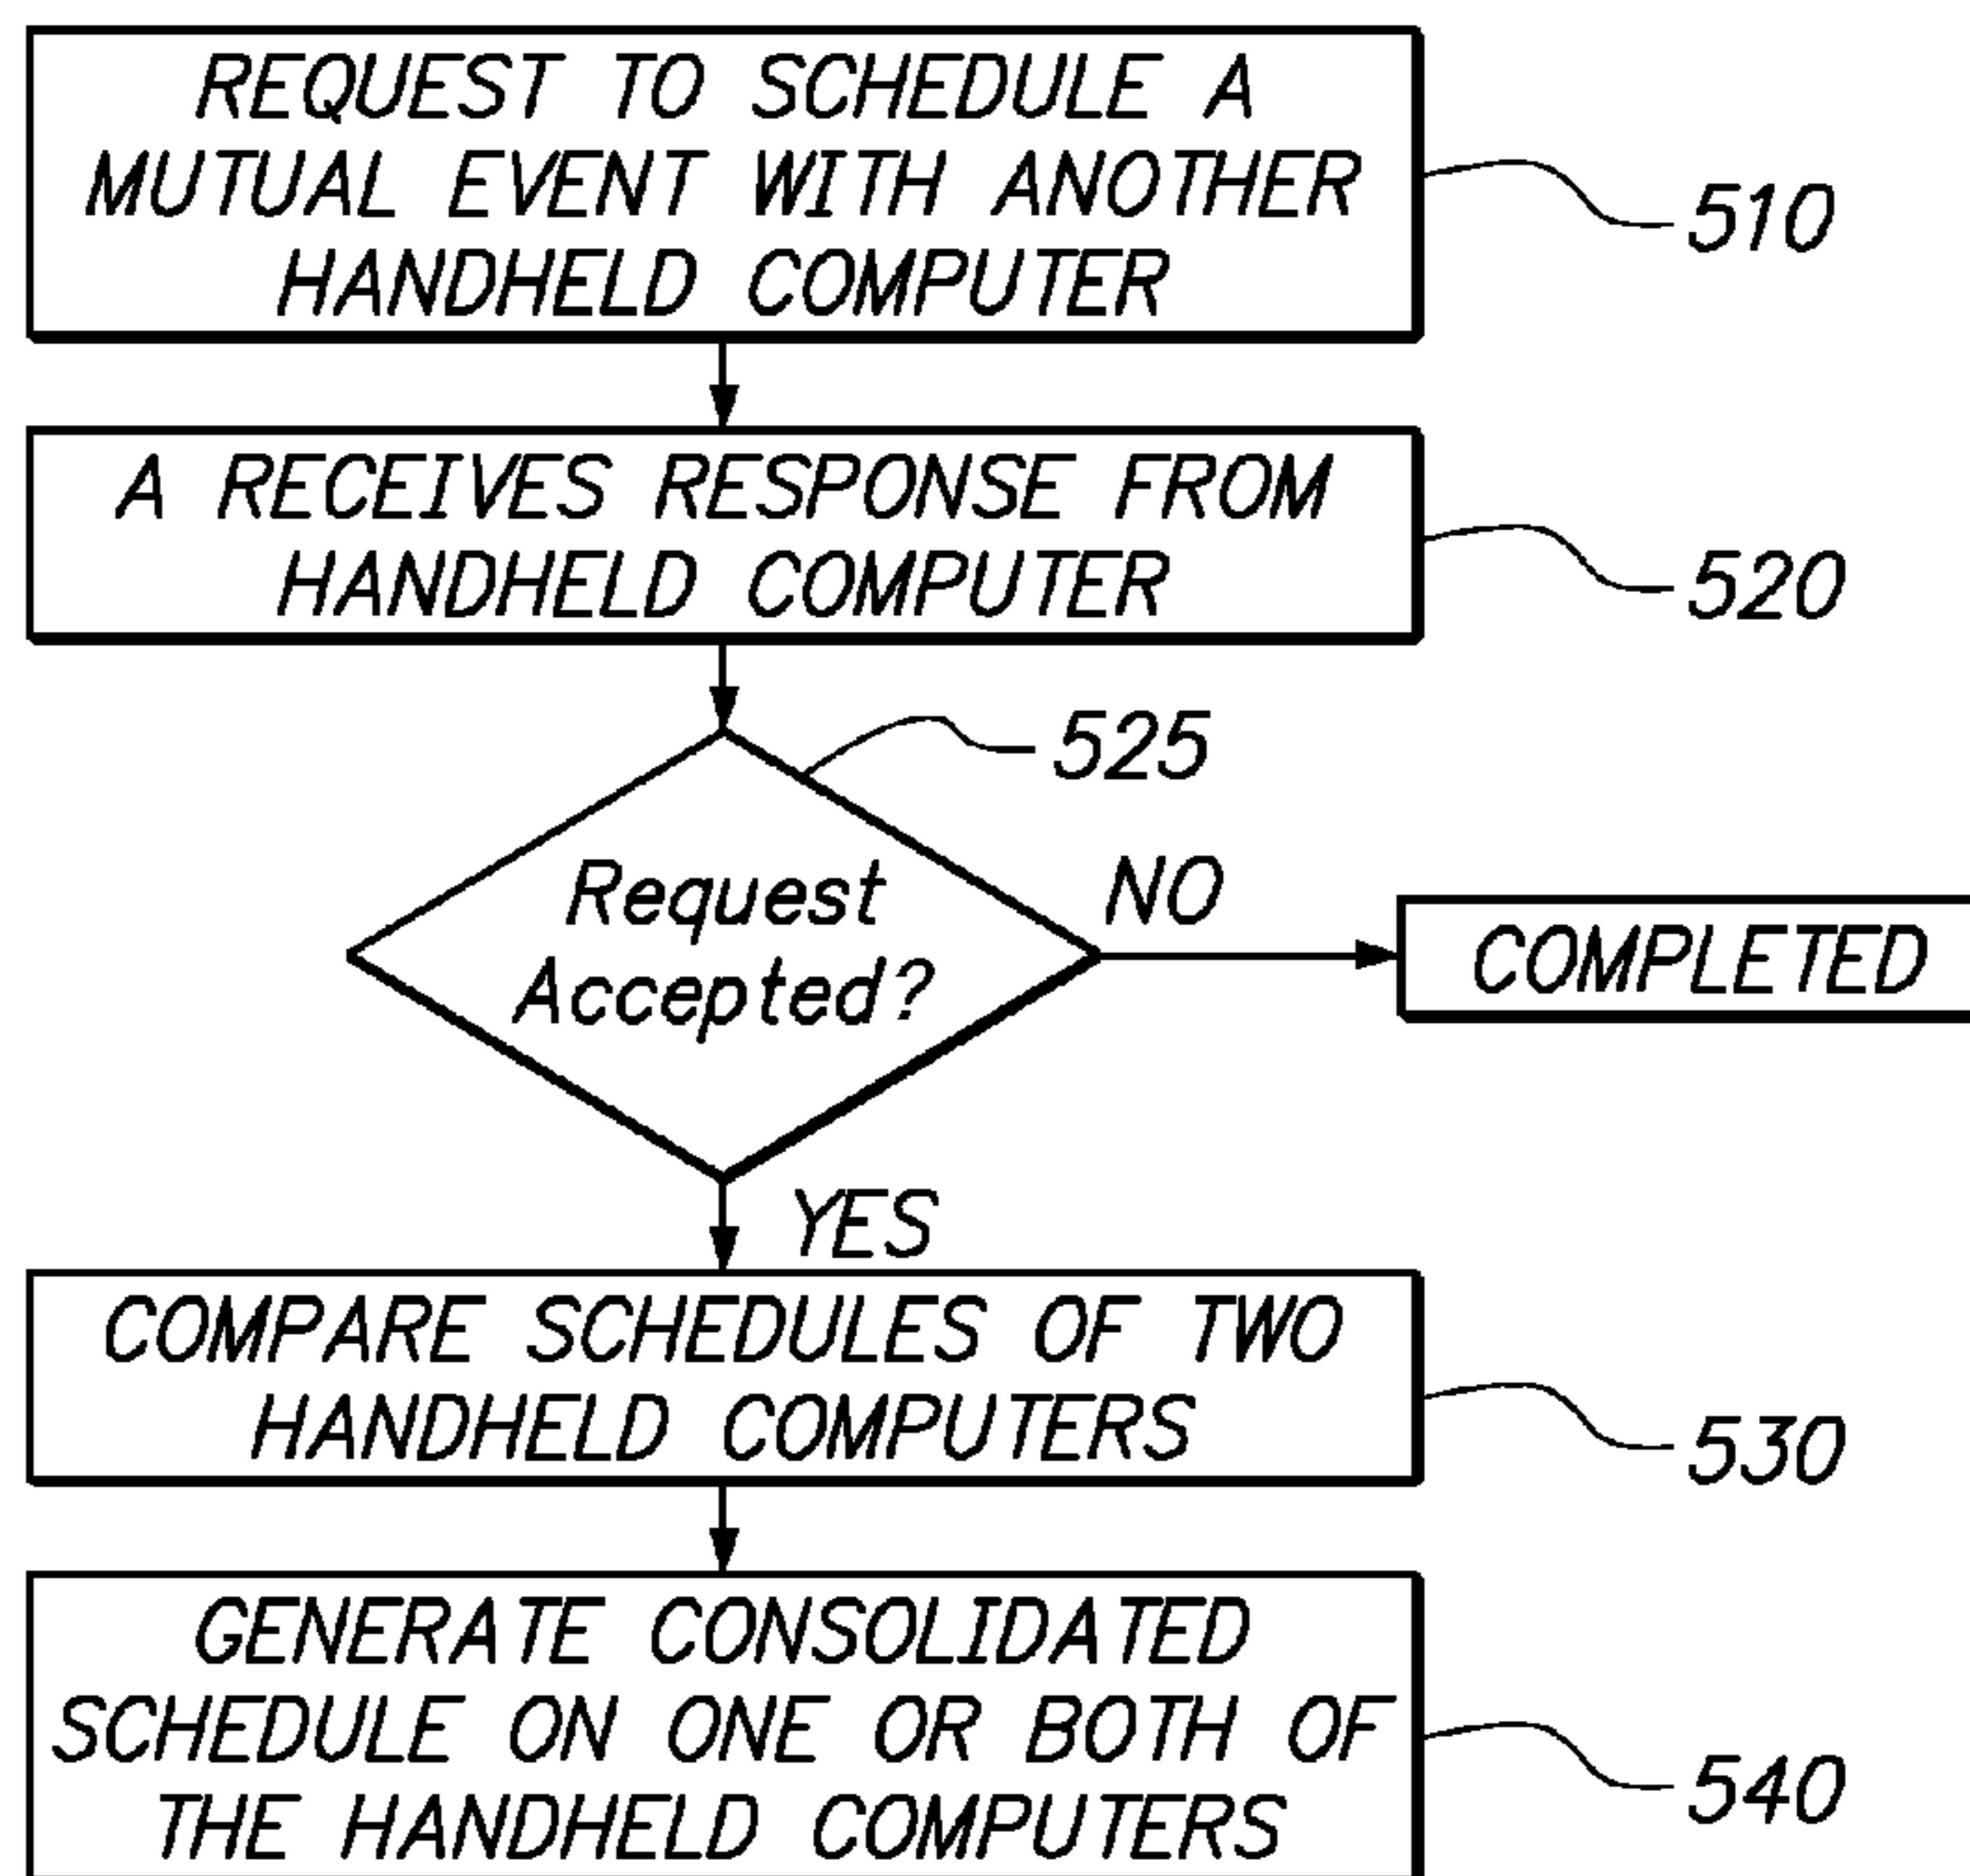 REQUEST TO SCHEDULE A
MUTUAL EVENT WITH ANOTHER
HANDHELD COMPUTER
510
A RECEIVES RESPONSE FROM
HANDHELD COMPUTER
520
525
Request
Accepted?
NO
COMPLETED
YES
COMPARE SCHEDULES OF TWO
HANDHELD COMPUTERS
530
GENERATE CONSOLIDATED
SCHEDULE ON ONE OR BOTH OF
THE HANDHELD COMPUTERS
540